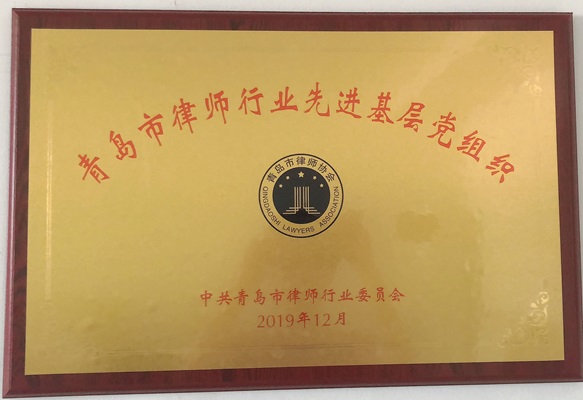 青岛市律师行业先进基层党组织
青岛市律师协会
QINGDAOSHI LAWYERS ASSOCIATION
中共青岛市律师行业委员会
2019年12月